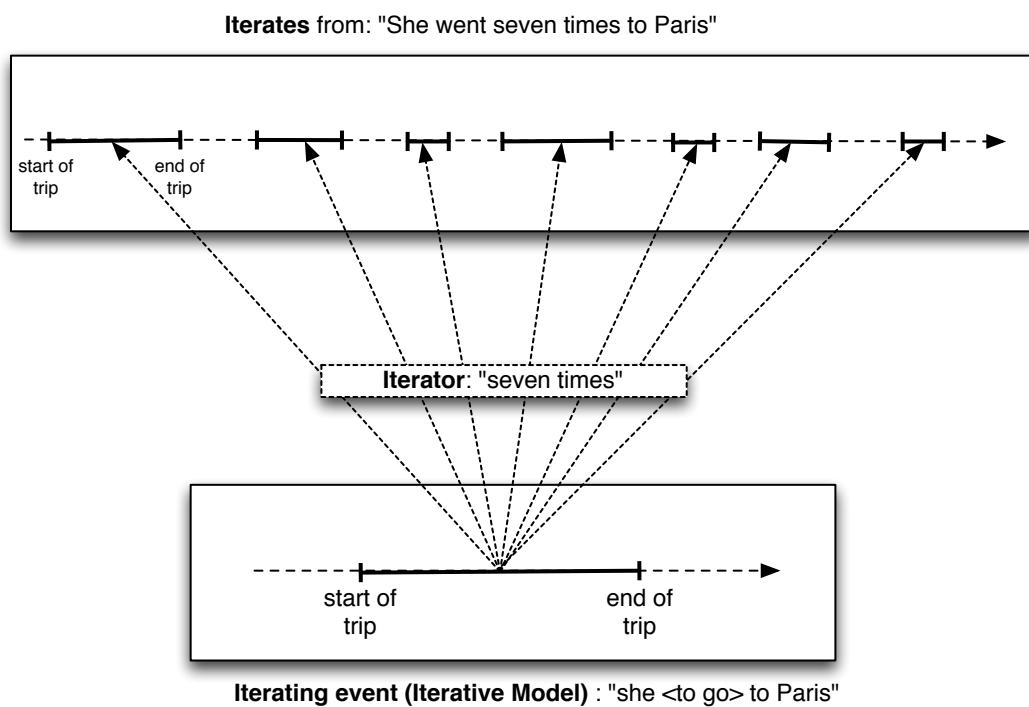 Iterates from: "She went seven times to Paris"
start of
trip
end of
trip
Iterator: "seven times"
start of
trip
end of
trip
Iterating event (Iterative Model) : "she <to go> to Paris"